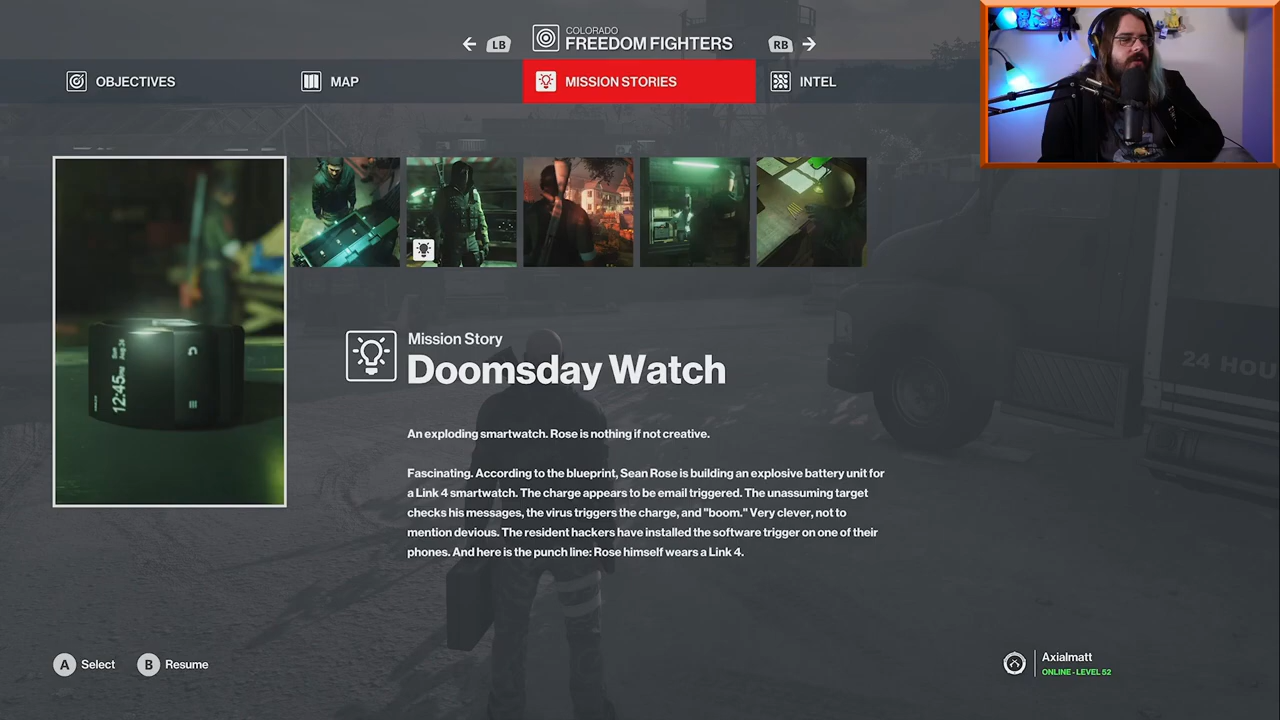 LB
COLORADO
FREEDOM FIGHTERS
RB
OBJECTIVES
MAP
MISSION STORIES
INTEL
12:45
Mission Story
Doomsday Watch
An exploding smartwatch. Rose is nothing if not creative.
Fascinating. According to the blueprint, Sean Rose is building an explosive battery unit for
a Link 4 smartwatch. The charge appears to be email triggered. The unassuming target
checks his messages, the virus triggers the charge, and "boom." Very clever, not to
mention devious. The resident hackers have installed the software trigger on one of their
phones. And here is the punch line: Rose himself wears a Link 4.
24 HOU
A Select
B Resume
Axialmatt
ONLINE - LEVEL 52